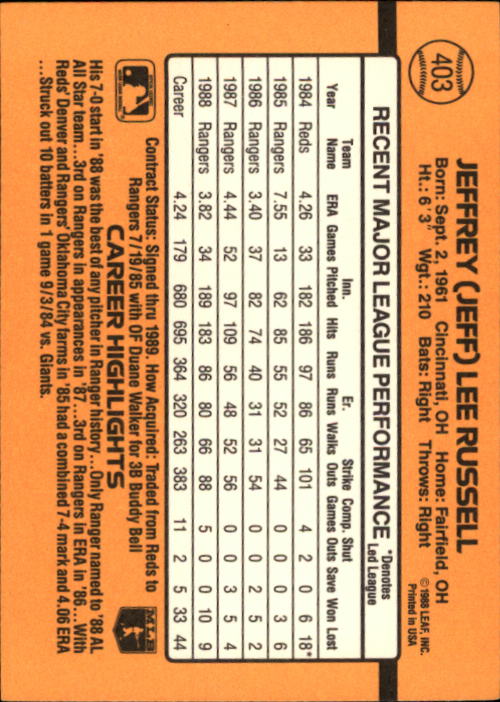 403
JEFFREY (JEFF) LEE RUSSELL
Born: Sept. 2, 1961 Cincinnati, OH Home: Fairfield, OH
Ht.: 6'3" Wgt.: 210 Bats: Right Throws: Right
©1988 LEAF, INC.
Printed in USA
RECENT MAJOR LEAGUE PERFORMANCE *Denotes Led League
Year Team Name ERA Games Inn. Pitched Hits Runs Er. Runs Walks Strike Outs Comp. Games Shut Outs Save Won Lost
1984 Reds 4.26 33 182 186 97 86 65 101 4 2 0 6 18*
1985 Rangers 7.55 13 62 85 55 52 27 44 0 0 0 3 6
1986 Rangers 3.40 37 82 74 40 31 31 54 0 0 2 5 2
1987 Rangers 4.44 52 97 109 56 48 52 56 0 0 3 5 4
1988 Rangers 3.82 34 189 183 86 80 66 88 5 0 0 10 9
Career 4.24 179 680 695 364 320 263 383 11 2 5 33 44
Contract Status: Signed thru 1989. How Acquired: Traded from Reds to
Rangers 7/19/85 with OF Duane Walker for 3B Buddy Bell
MLB
CAREER HIGHLIGHTS
His 7-0 start in '88 was the best of any pitcher in Ranger history...Only Ranger named to '88 AL
All Star team...3rd on Rangers in appearances in '87...3rd on Rangers in ERA in '86...With
Reds' Denver and Rangers' Oklahoma City farms in '85 had a combined 7-4 mark and 4.06 ERA
...Struck out 10 batters in 1 game 9/3/84 vs. Giants.